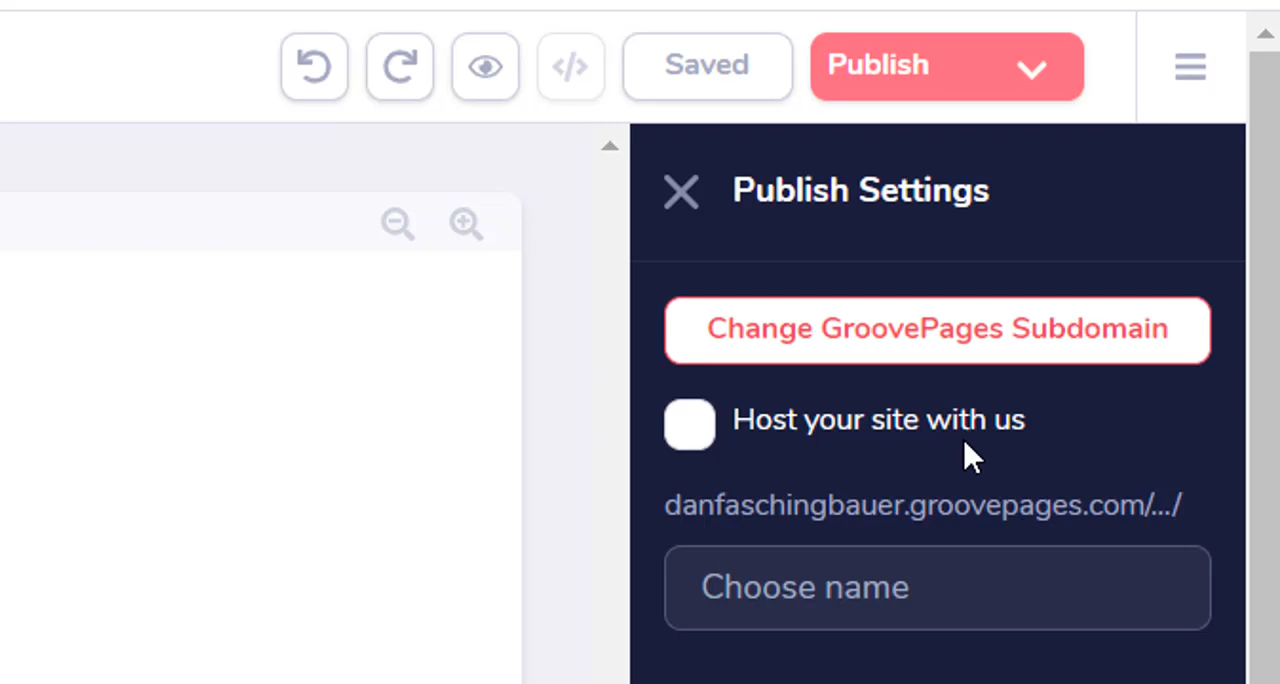 Saved
Publish
Publish Settings
Change GroovePages Subdomain
Host your site with us
danfaschingbauer.groovepages.com/.../
Choose name